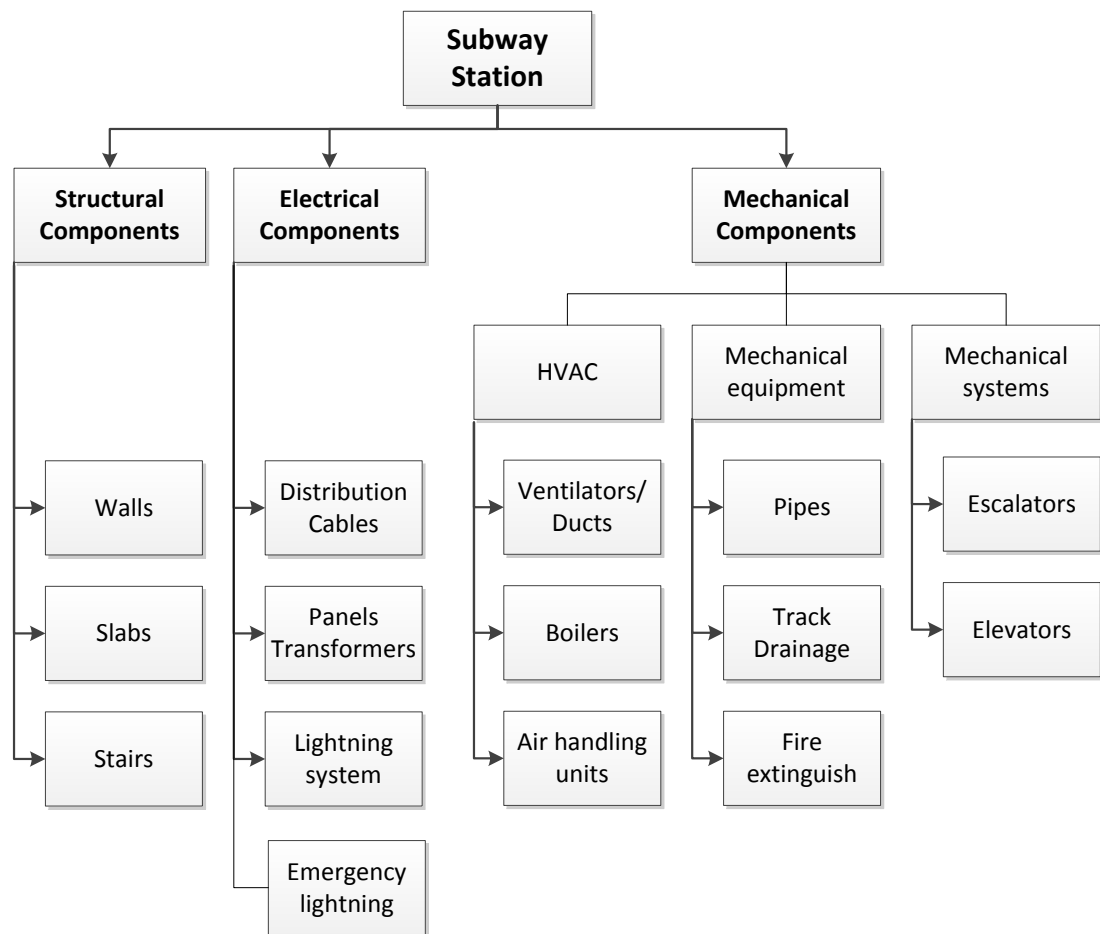 Subway
Station
Structural
Components
Electrical
Components
Mechanical
Components
HVAC
Mechanical
equipment
Mechanical
systems
Walls
Distribution
Cables
Ventilators/
Ducts
Pipes
Escalators
Slabs
Panels
Transformers
Boilers
Track
Drainage
Elevators
Stairs
Lightning
system
Air handling
units
Fire
extinguish
Emergency
lightning